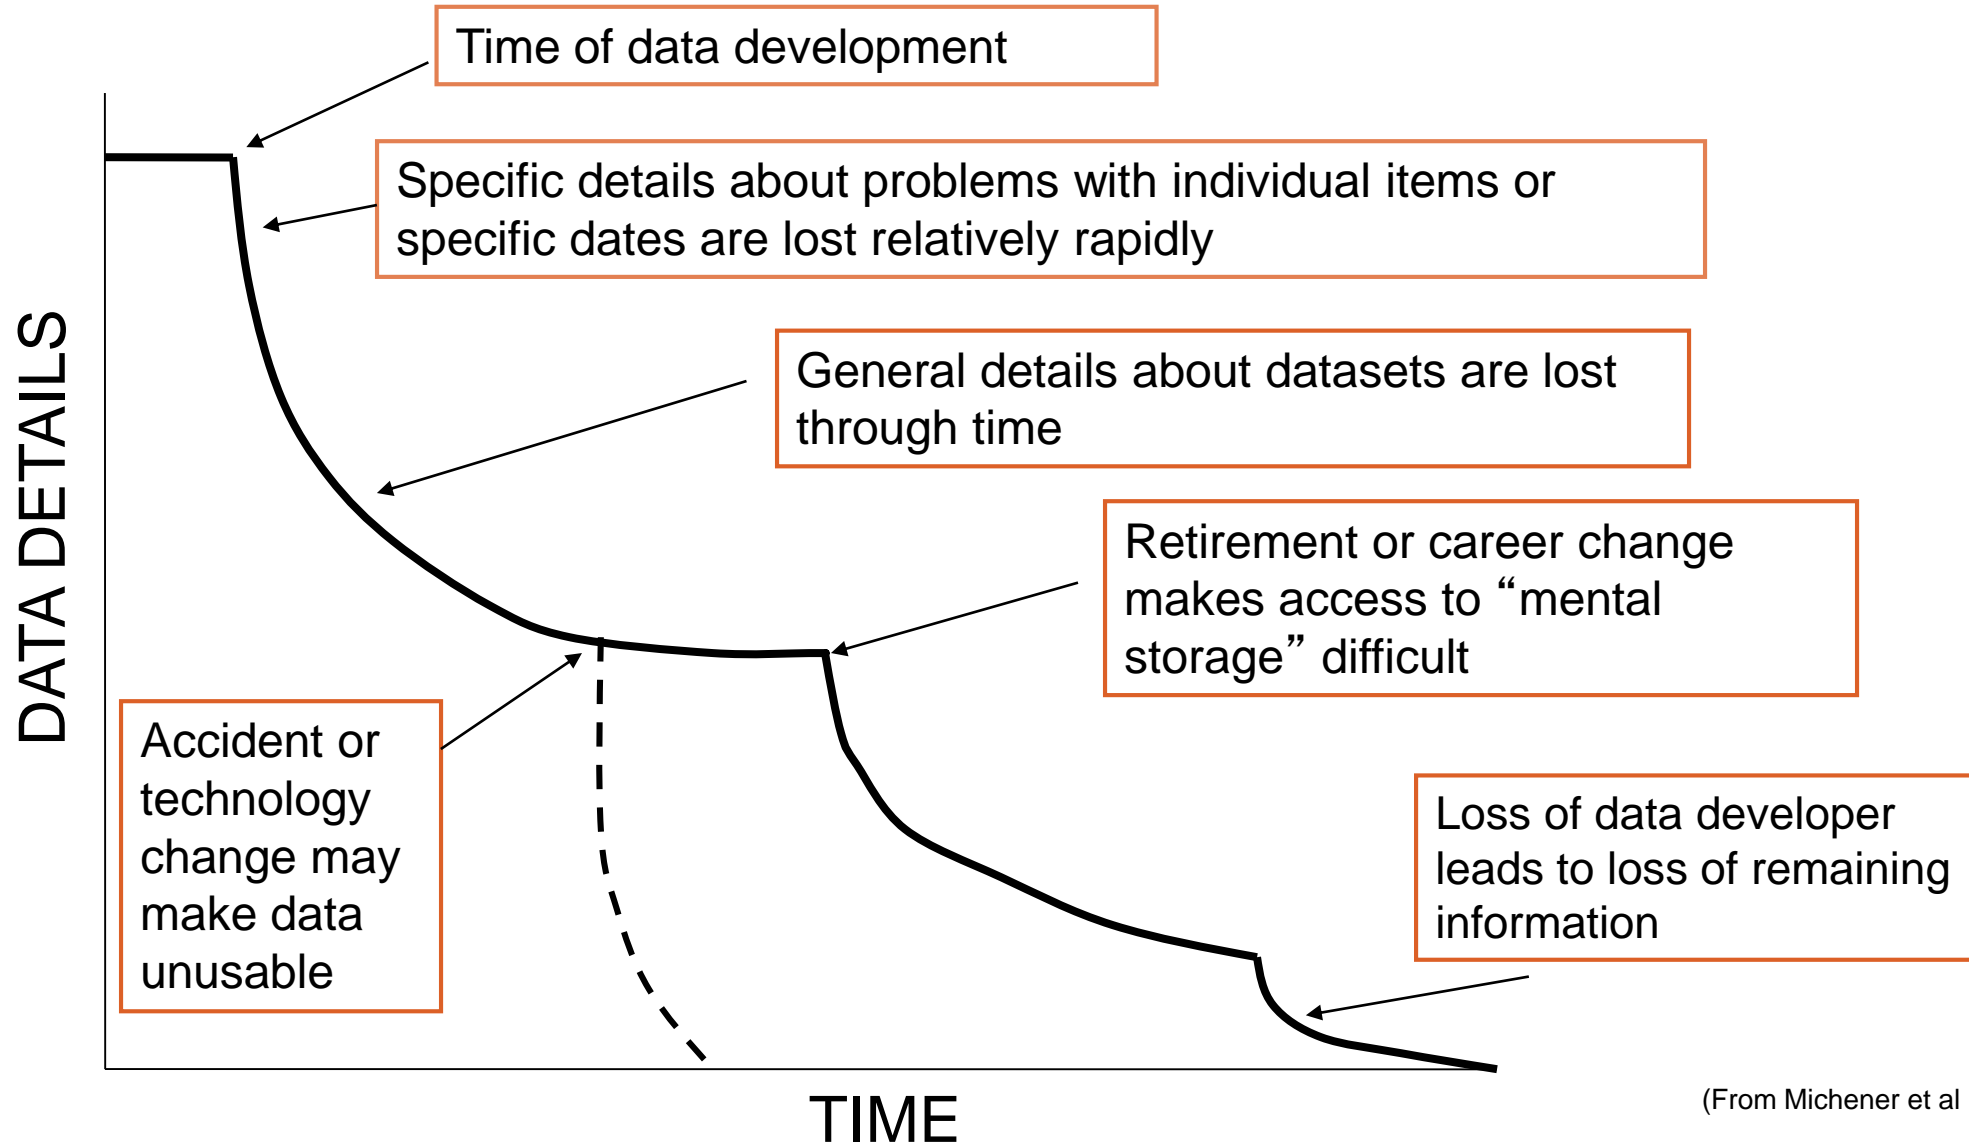 Time of data development
Specific details about problems with individual items or
specific dates are lost relatively rapidly
General details about datasets are lost
through time
Retirement or career change
makes access to “mental
storage” difficult
Accident or
technology
change may
make data
unusable
Loss of data developer
leads to loss of remaining
information
DATA DETAILS
TIME
(From Michener et al